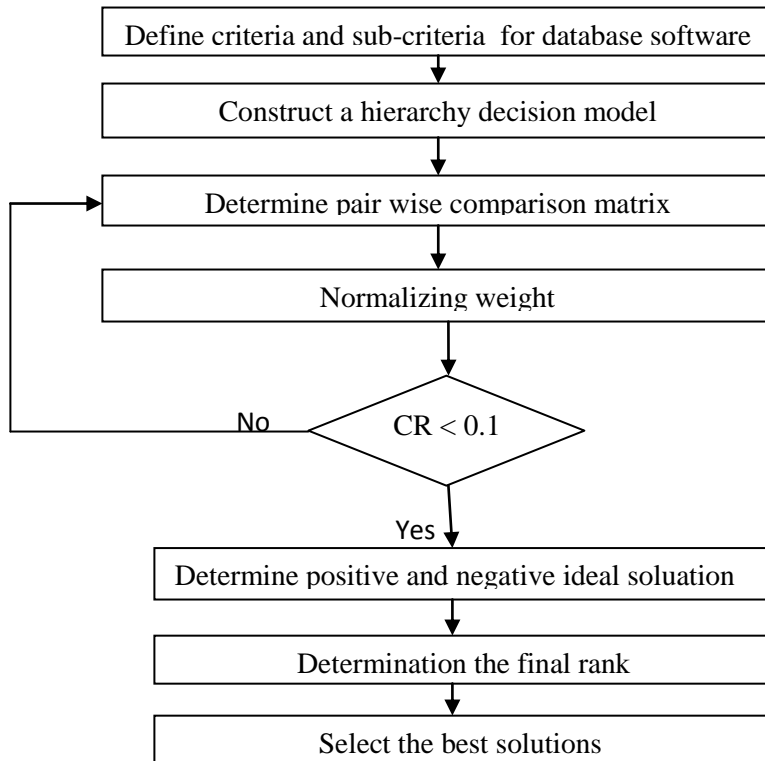 Define criteria and sub-criteria for database software
Construct a hierarchy decision model
Determine pair wise comparison matrix
Normalizing weight
CR < 0.1
No
Yes
Determine positive and negative ideal soluation
Determination the final rank
Select the best solutions